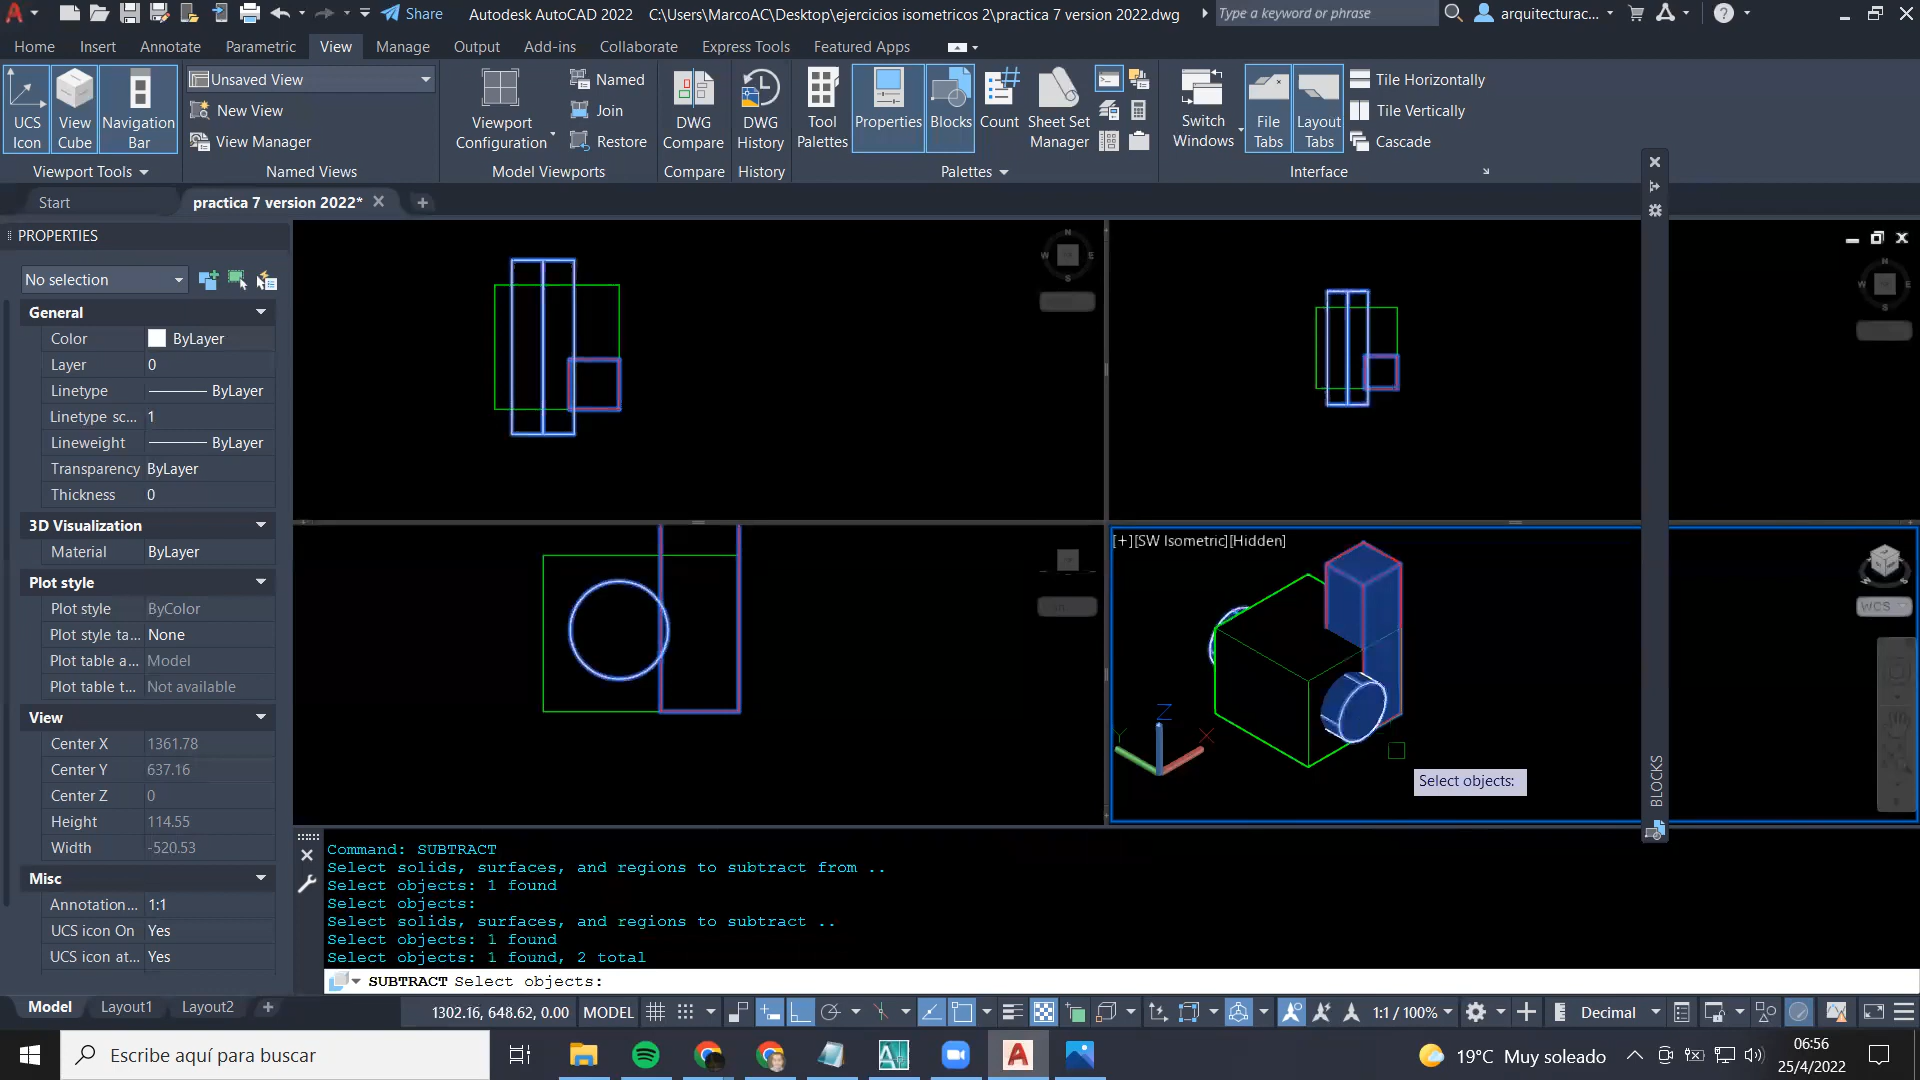 Share
Autodesk AutoCAD 2022
C:\Users\MarcoAC\Desktop\ejercicios isometricos 2\practica 7 version 2022.dwg
Type a keyword or phrase
arquitecturac...
Home
Insert
Annotate
Parametric
View
Manage
Output
Add-ins
Collaborate
Express Tools
Featured Apps
UCS Icon
View Cube
Navigation Bar
Viewport Tools
Unsaved View
New View
View Manager
Named Views
Viewport Configuration
Named
Join
Restore
Model Viewports
DWG Compare
Compare
DWG History
History
Tool Palettes
Properties
Blocks
Count
Sheet Set Manager
Palettes
Switch Windows
File Tabs
Layout Tabs
Tile Horizontally
Tile Vertically
Cascade
Interface
Start
practica 7 version 2022*
PROPERTIES
No selection
General
Color ByLayer
Layer 0
Linetype ByLayer
Linetype sc... 1
Lineweight ByLayer
Transparency ByLayer
Thickness 0
3D Visualization
Material ByLayer
Plot style
Plot style ByColor
Plot style ta... None
Plot table a... Model
Plot table t... Not available
View
Center X 1361.78
Center Y 637.16
Center Z 0
Height 114.55
Width -520.53
Misc
Annotation... 1:1
UCS icon On Yes
UCS icon at... Yes
N
W E
S
N
W E
S
[+][SW Isometric][Hidden]
WCS
Z
Y X
Select objects:
BLOCKS
Command: SUBTRACT
Select solids, surfaces, and regions to subtract from ..
Select objects: 1 found
Select objects:
Select solids, surfaces, and regions to subtract ..
Select objects: 1 found
Select objects: 1 found, 2 total
SUBTRACT Select objects:
Model
Layout1
Layout2
1302.16, 648.62, 0.00
MODEL
1:1 / 100%
Decimal
Escribe aquí para buscar
19°C Muy soleado
06:56
25/4/2022